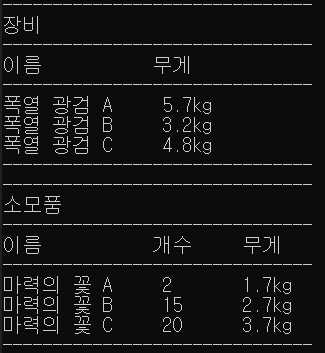 장비
이름 무게
폭열 광검 A 5.7kg
폭열 광검 B 3.2kg
폭열 광검 C 4.8kg
소모품
이름 개수 무게
마력의 꽃 A 2 1.7kg
마력의 꽃 B 15 2.7kg
마력의 꽃 C 20 3.7kg